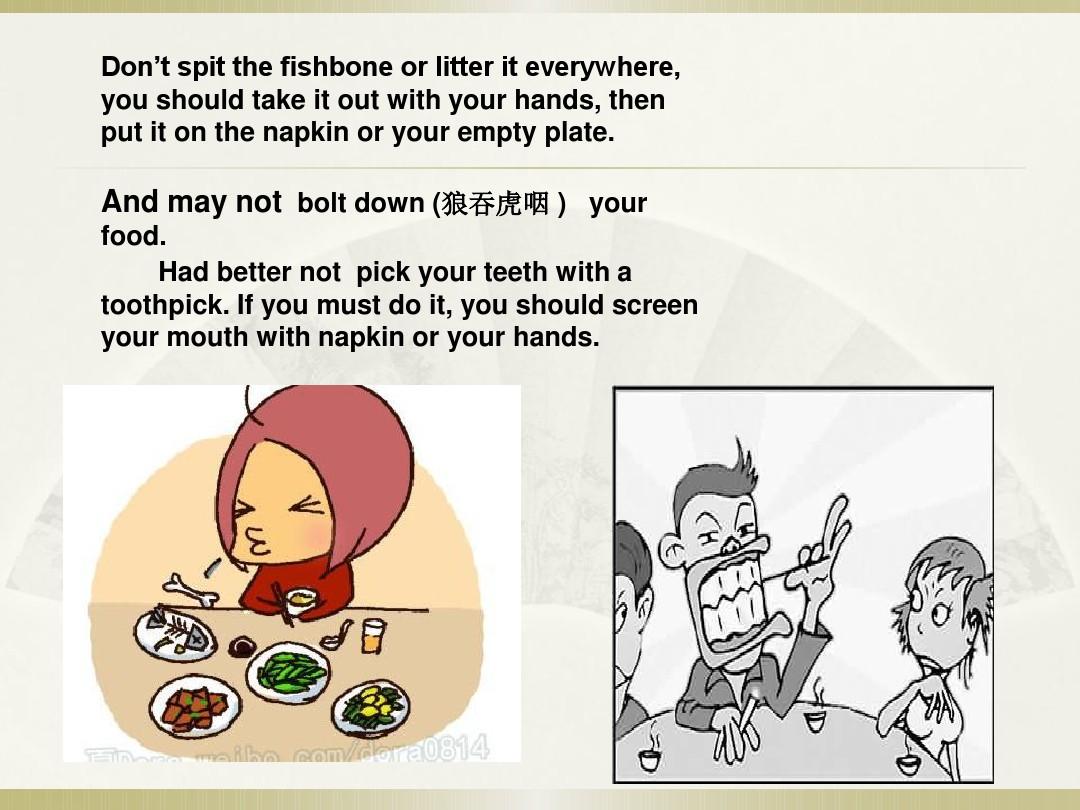 Don’t spit the fishbone or litter it everywhere,
you should take it out with your hands, then
put it on the napkin or your empty plate.
And may not bolt down (狼吞虎咽 ) your
food.
Had better not pick your teeth with a
toothpick. If you must do it, you should screen
your mouth with napkin or your hands.
weibo.com/dora0814